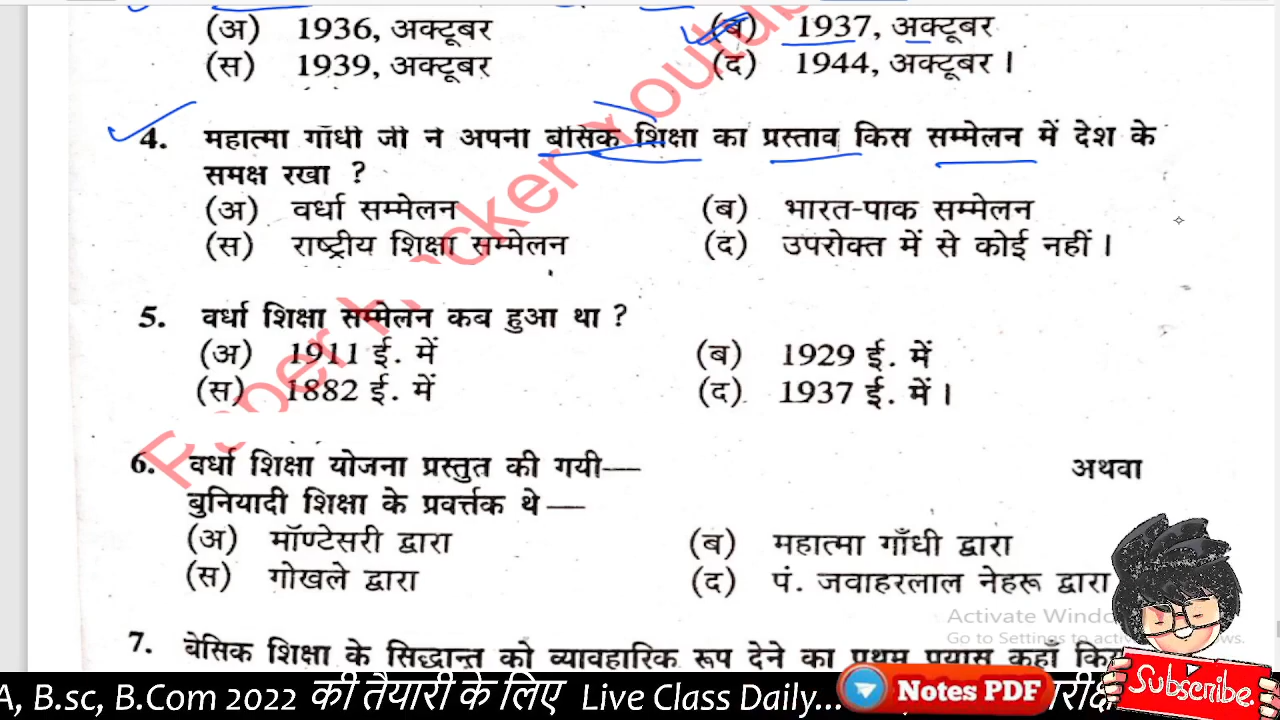 (अ) 1936, अक्टूबर (ब) 1937, अक्टूबर
(स) 1939, अक्टूबर (द) 1944, अक्टूबर।
4. महात्मा गाँधी जी न अपना बेसिक शिक्षा का प्रस्ताव किस सम्मेलन में देश के
समक्ष रखा ?
(अ) वर्धा सम्मेलन (ब) भारत-पाक सम्मेलन
(स) राष्ट्रीय शिक्षा सम्मेलन (द) उपरोक्त में से कोई नहीं।
5. वर्धा शिक्षा सम्मेलन कब हुआ था ?
(अ) 1911 ई. में (ब) 1929 ई. में
(स) 1882 ई. में (द) 1937 ई. में।
6. वर्धा शिक्षा योजना प्रस्तुत की गयी— अथवा
बुनियादी शिक्षा के प्रवर्त्तक थे—
(अ) मॉण्टेसरी द्वारा (ब) महात्मा गाँधी द्वारा
(स) गोखले द्वारा (द) पं. जवाहरलाल नेहरू द्वारा
7. बेसिक शिक्षा के सिद्धान्त को व्यावहारिक रूप देने का प्रथम प्रयास कहाँ
Activate
Go to Settings to
A, B.sc, B.Com 2022 की तैयारी के लिए Live Class Daily...
Notes PDF
Subscribe